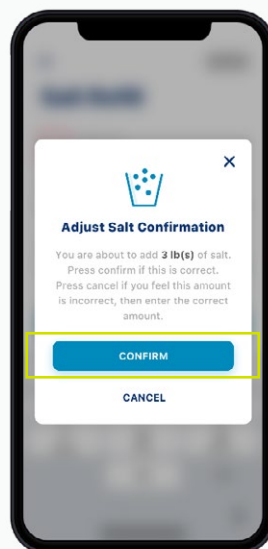 Adjust Salt Confirmation
You are about to add 3 lb(s) of salt.
Press confirm if this is correct.
Press cancel if you feel this amount
is incorrect, then enter the correct
amount.
CONFIRM
CANCEL